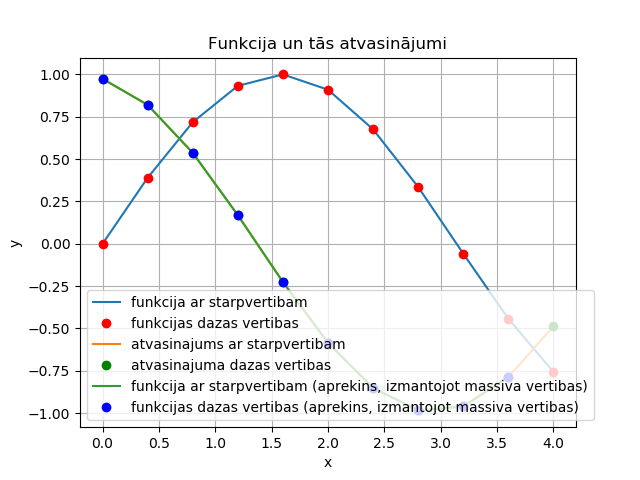 Funkcija un tās atvasinājumi
y
1.00
0.75
0.50
0.25
0.00
−0.25
−0.50
−0.75
−1.00
funkcija ar starpvertibam
funkcijas dazas vertibas
atvasinajums ar starpvertibam
atvasinajuma dazas vertibas
funkcija ar starpvertibam (aprekins, izmantojot massiva vertibas)
funkcijas dazas vertibas (aprekins, izmantojot massiva vertibas)
0.0 0.5 1.0 1.5 2.0 2.5 3.0 3.5 4.0
x